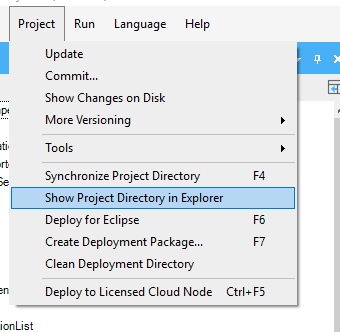 Project Run Language Help
Update
Commit...
Show Changes on Disk
More Versioning
Tools
Synchronize Project Directory F4
Show Project Directory in Explorer
Deploy for Eclipse F6
Create Deployment Package... F7
Clean Deployment Directory
Deploy to Licensed Cloud Node Ctrl+F5
tionList